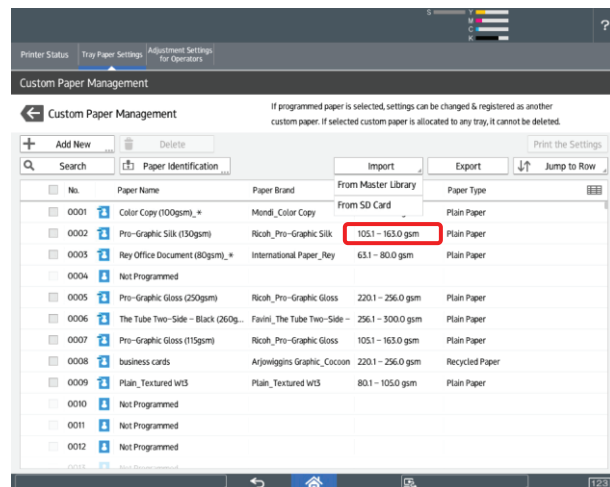 S Y
M
C
K
?
Printer Status Tray Paper Settings Adjustment Settings
for Operators
Custom Paper Management
Custom Paper Management
If programmed paper is selected, settings can be changed & registered as another
custom paper. If selected custom paper is allocated to any tray, it cannot be deleted.
+ Add New ... Delete Print the Settings
Search Paper Identification ... Import Export Jump to Row
No. Paper Name Paper Brand From Master Library Paper Type
From SD Card
0001 Color Copy (100gsm)_* Mondi_Color Copy Plain Paper
0002 Pro-Graphic Silk (130gsm) Ricoh_Pro-Graphic Silk 105.1 - 163.0 gsm Plain Paper
0003 Rey Office Document (80gsm)_* International Paper_Rey 63.1 - 80.0 gsm Plain Paper
0004 Not Programmed
0005 Pro-Graphic Gloss (250gsm) Ricoh_Pro-Graphic Gloss 220.1 - 256.0 gsm Plain Paper
0006 The Tube Two-Side - Black (260g... Favini_The Tube Two-Side - 256.1 - 300.0 gsm Plain Paper
0007 Pro-Graphic Gloss (115gsm) Ricoh_Pro-Graphic Gloss 105.1 - 163.0 gsm Plain Paper
0008 business cards Arjowiggins Graphic_Cocoon 220.1 - 256.0 gsm Recycled Paper
0009 Plain_Textured Wt3 Plain_Textured Wt3 80.1 - 105.0 gsm Plain Paper
0010 Not Programmed
0011 Not Programmed
0012 Not Programmed
123